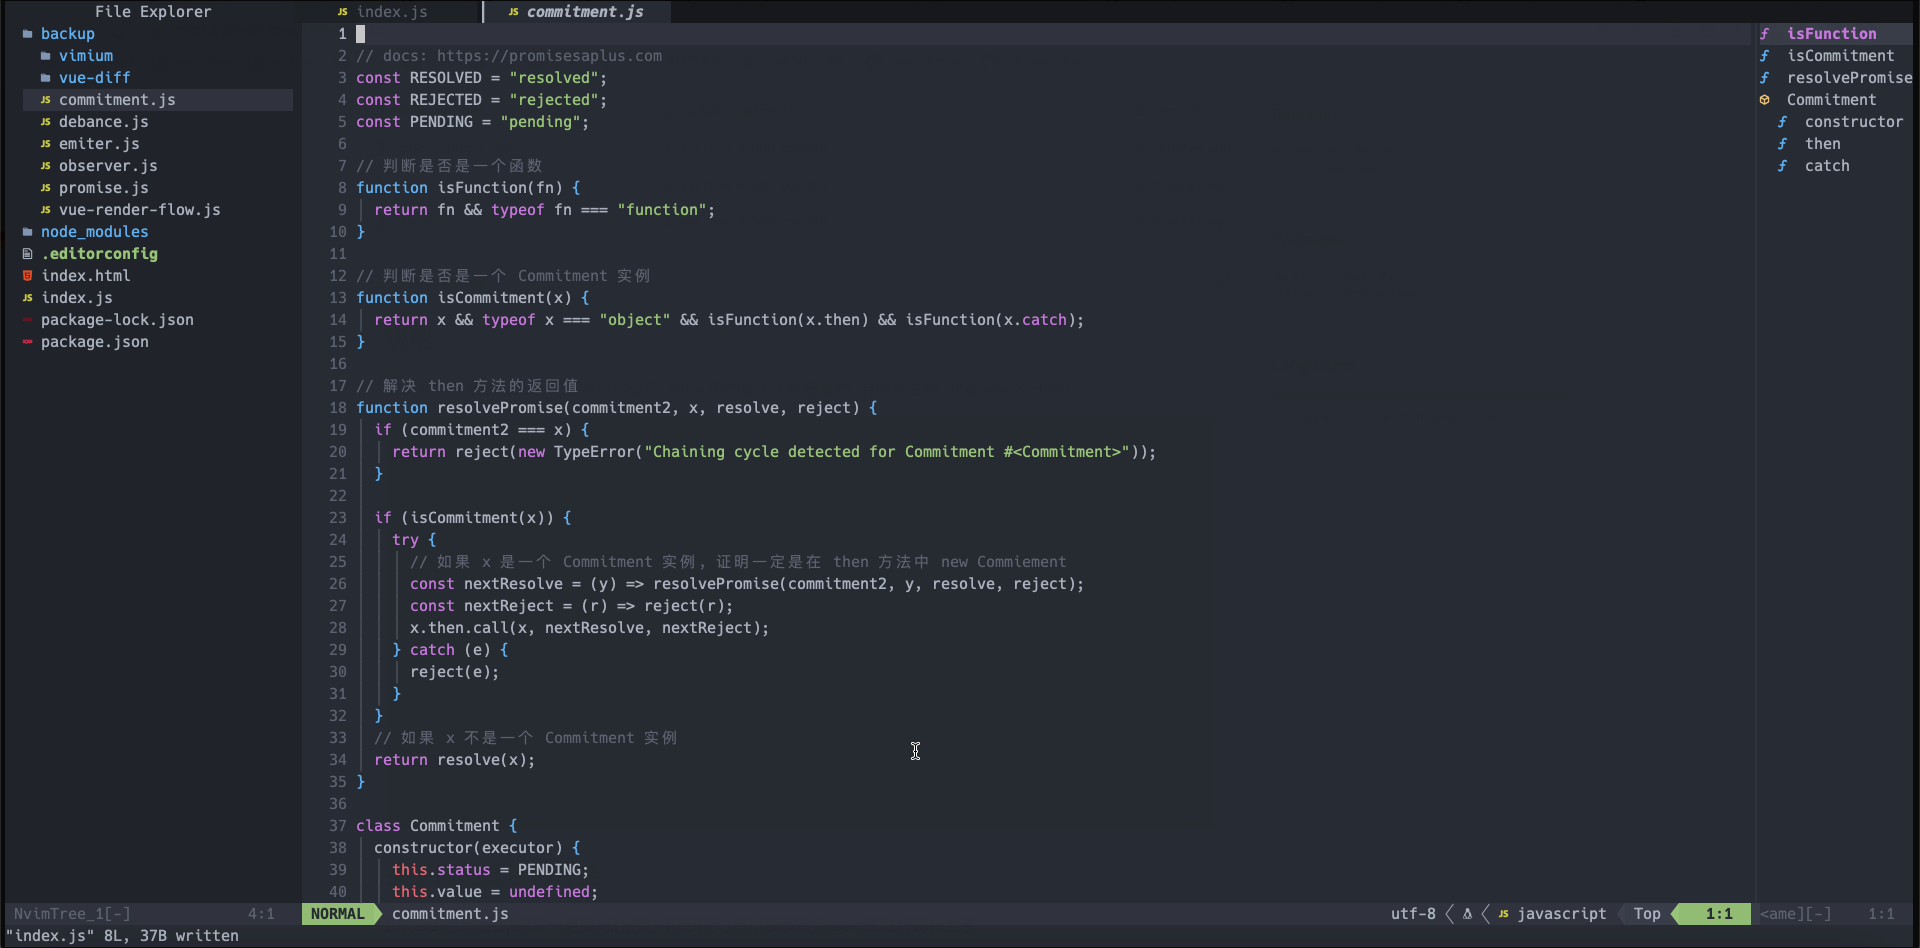 File Explorer
backup
vimium
vue-diff
JS commitment.js
JS debance.js
JS emiter.js
JS observer.js
JS promise.js
JS vue-render-flow.js
node_modules
.editorconfig
index.html
JS index.js
package-lock.json
package.json
NvimTree_1[-] 4:1
JS index.js
JS commitment.js
1
2 // docs: https://promisesaplus.com
3 const RESOLVED = "resolved";
4 const REJECTED = "rejected";
5 const PENDING = "pending";
6
7 // 判断是否是一个函数
8 function isFunction(fn) {
9 return fn && typeof fn === "function";
10 }
11
12 // 判断是否是一个 Commitment 实例
13 function isCommitment(x) {
14 return x && typeof x === "object" && isFunction(x.then) && isFunction(x.catch);
15 }
16
17 // 解决 then 方法的返回值
18 function resolvePromise(commitment2, x, resolve, reject) {
19 if (commitment2 === x) {
20 return reject(new TypeError("Chaining cycle detected for Commitment #<Commitment>"));
21 }
22
23 if (isCommitment(x)) {
24 try {
25 // 如果 x 是一个 Commitment 实例, 证明一定是在 then 方法中 new Commiement
26 const nextResolve = (y) => resolvePromise(commitment2, y, resolve, reject);
27 const nextReject = (r) => reject(r);
28 x.then.call(x, nextResolve, nextReject);
29 } catch (e) {
30 reject(e);
31 }
32 }
33 // 如果 x 不是一个 Commitment 实例
34 return resolve(x);
35 }
36
37 class Commitment {
38 constructor(executor) {
39 this.status = PENDING;
40 this.value = undefined;
isFunction
isCommitment
resolvePromise
Commitment
constructor
then
catch
NORMAL commitment.js
utf-8 JS javascript Top 1:1
<ame][-] 1:1
"index.js" 8L, 37B written